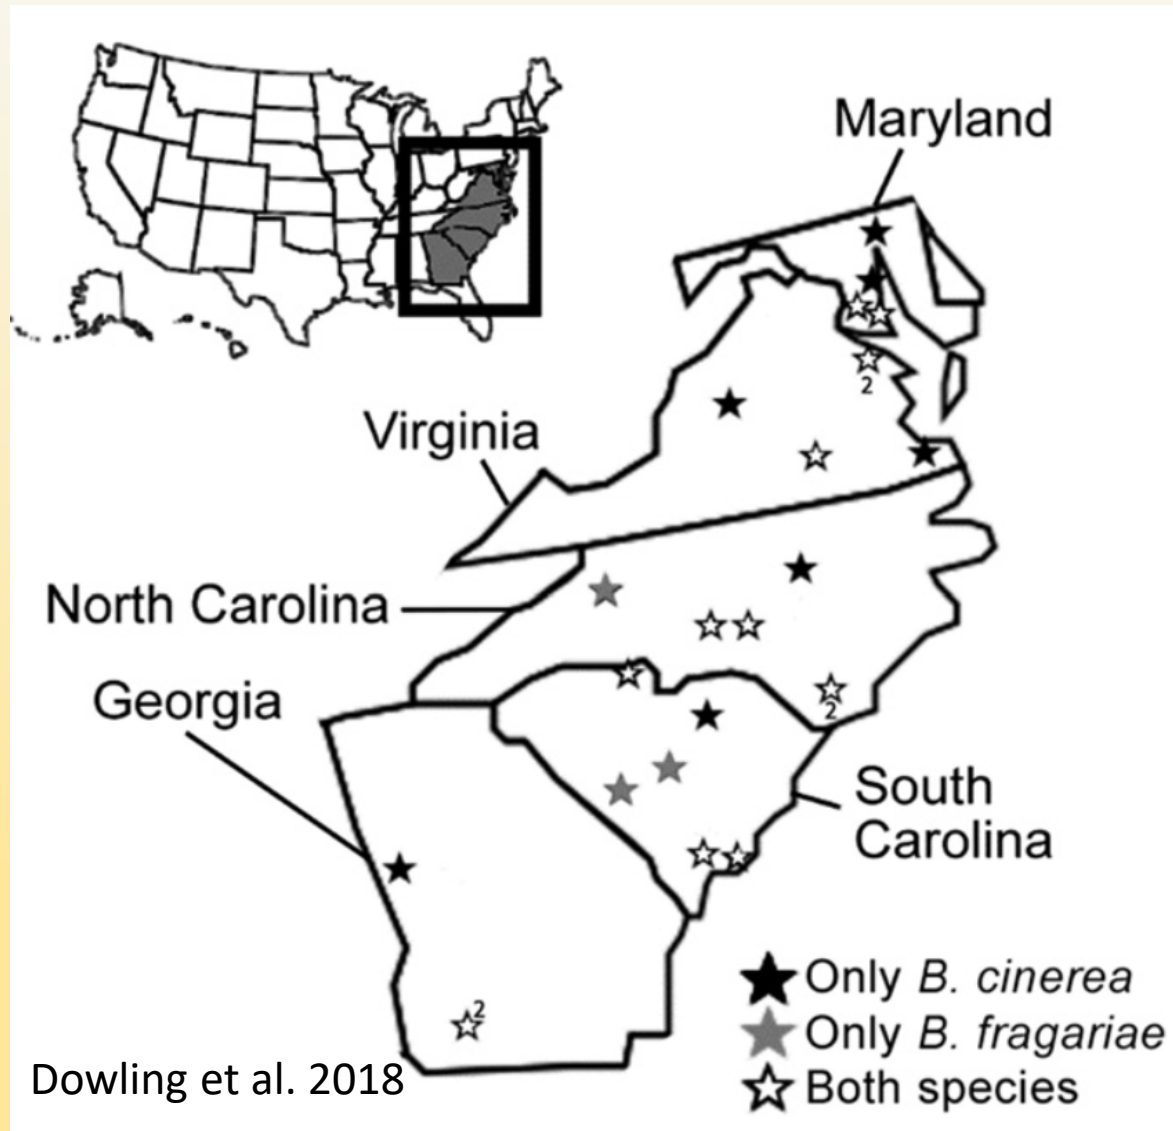 Maryland
2
Virginia
North Carolina
Georgia
2
South
Carolina
2
Only B. cinerea
Only B. fragariae
Both species
Dowling et al. 2018